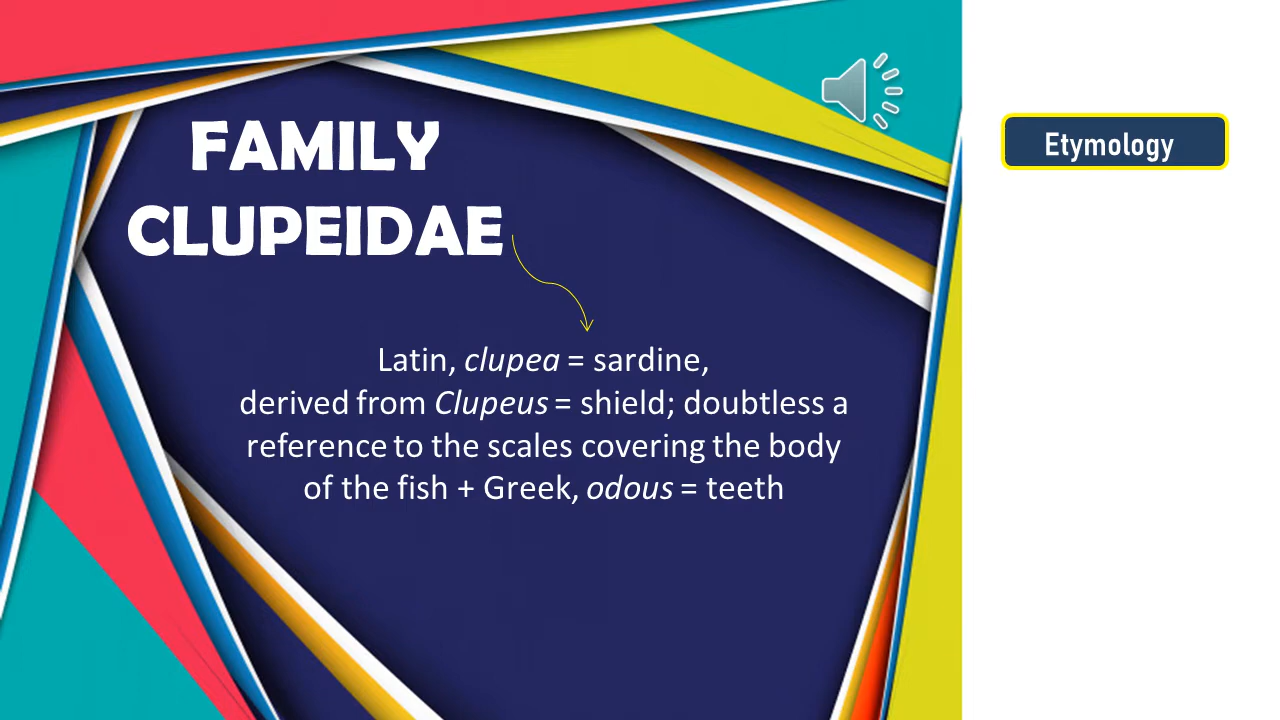 FAMILY
CLUPEIDAE
Etymology
Latin, clupea = sardine,
derived from Clupeus = shield; doubtless a
reference to the scales covering the body
of the fish + Greek, odous = teeth